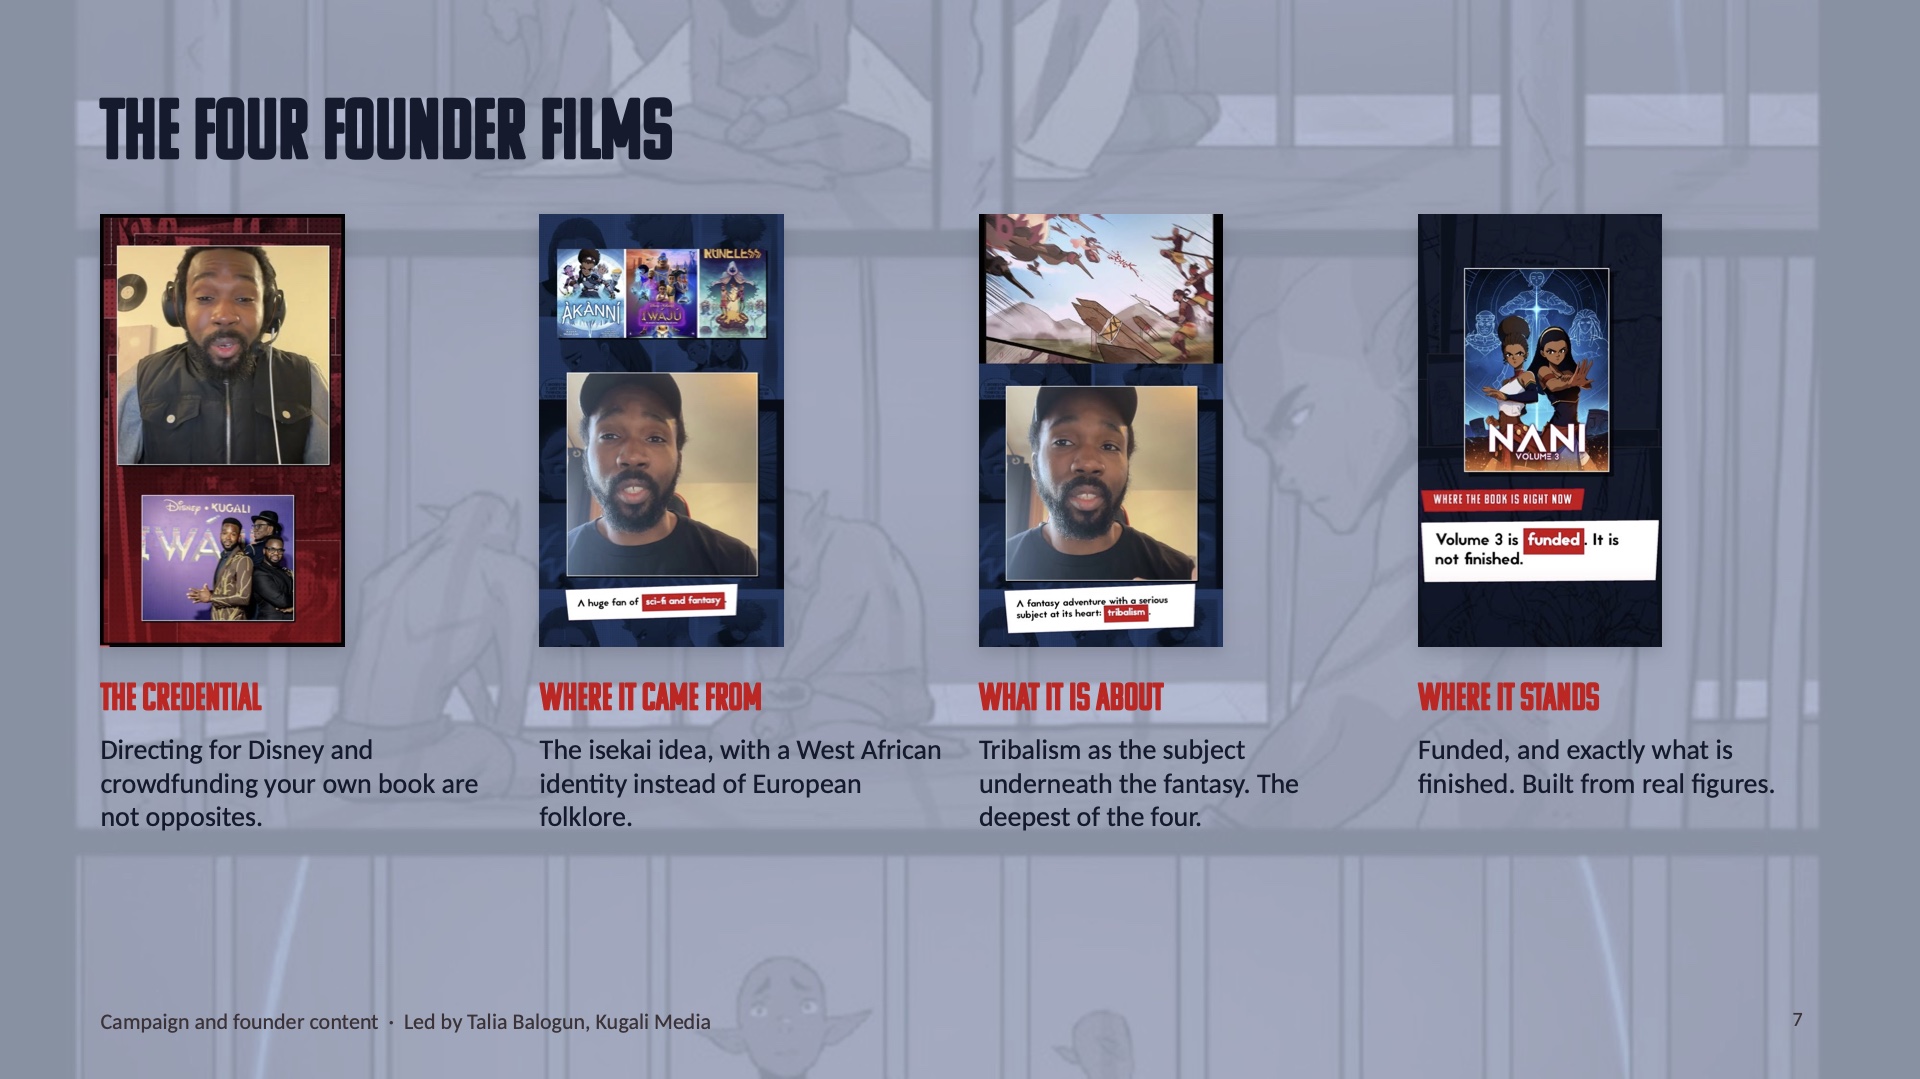 THE FOUR FOUNDER FILMS
Disney • KUGALI
IWÁ
THE CREDENTIAL
Directing for Disney and
crowdfunding your own book are
not opposites.
ÀKÀNNÍ
IWÁJÚ
RUNELESS
A huge fan of sci-fi and fantasy.
WHERE IT CAME FROM
The isekai idea, with a West African
identity instead of European
folklore.
A fantasy adventure with a serious
subject at its heart: tribalism.
WHAT IT IS ABOUT
Tribalism as the subject
underneath the fantasy. The
deepest of the four.
NANI
VOLUME 3
WHERE THE BOOK IS RIGHT NOW
Volume 3 is funded. It is
not finished.
WHERE IT STANDS
Funded, and exactly what is
finished. Built from real figures.
Campaign and founder content · Led by Talia Balogun, Kugali Media
7